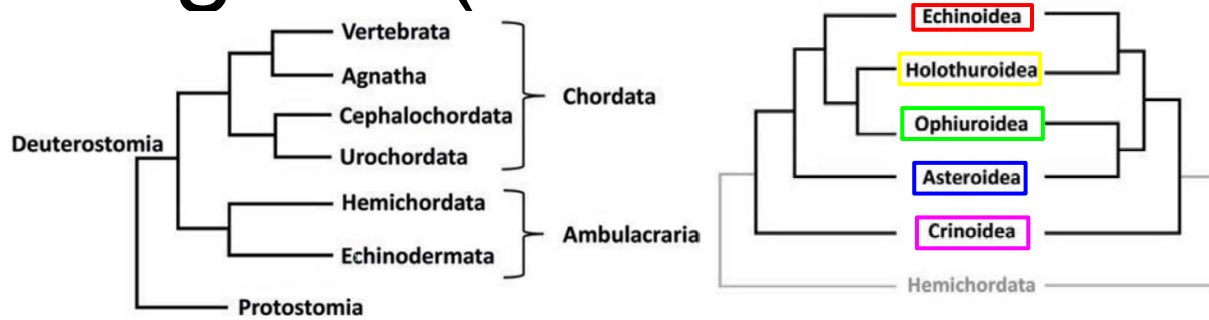 Vertebrata
Agnatha
Cephalochordata
Urochordata
Chordata
Deuterostomia
Hemichordata
Echinodermata
Ambulacraria
Protostomia
Echinoidea
Holothuroidea
Ophiuroidea
Asteroidea
Crinoidea
Hemichordata